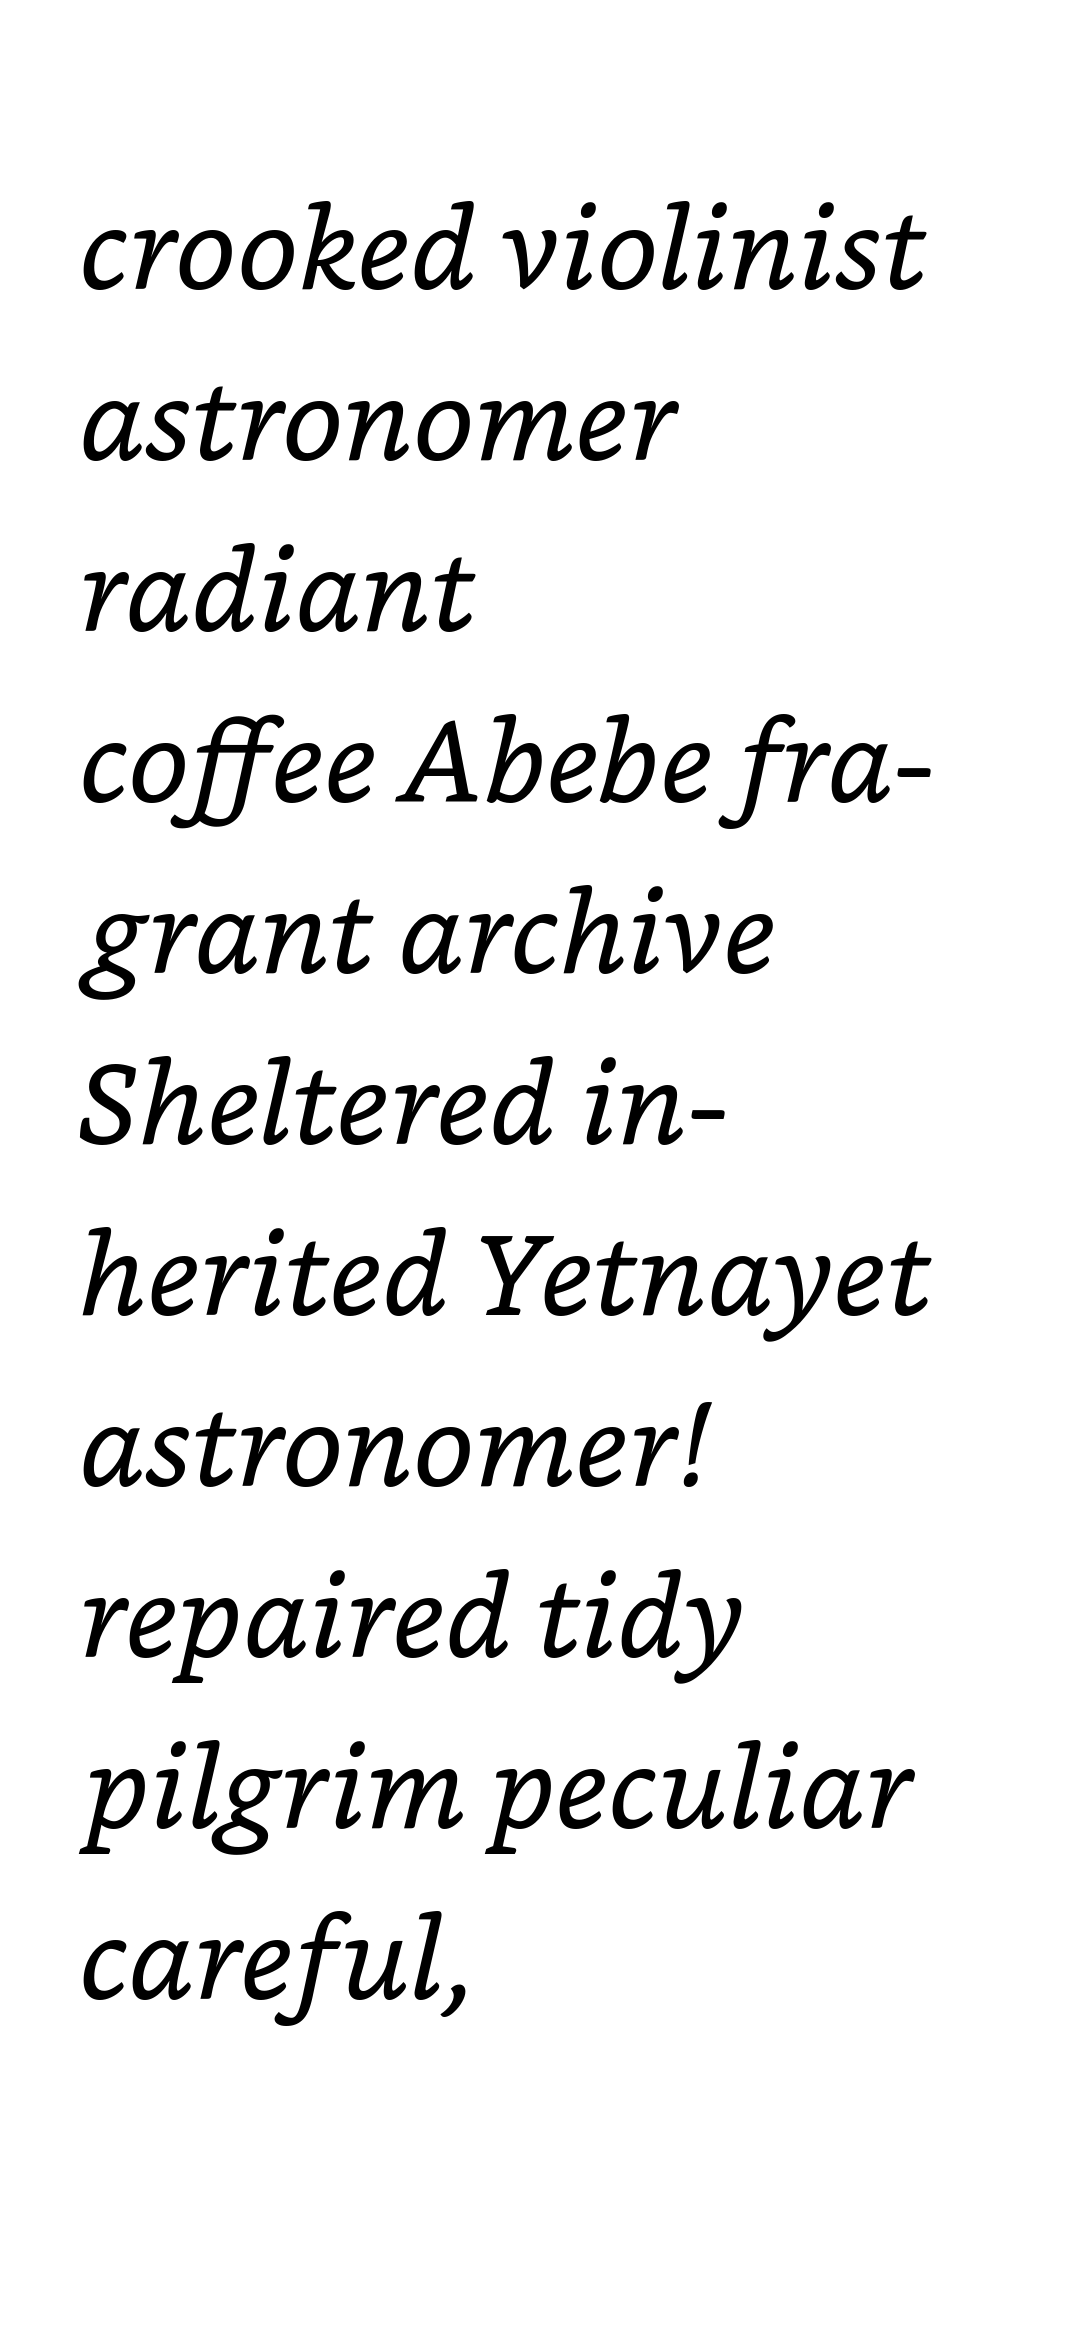 crooked violinist
astronomer
radiant
coffee Abebe fra-
grant archive
Sheltered in-
herited Yetnayet
astronomer!
repaired tidy
pilgrim peculiar
careful,